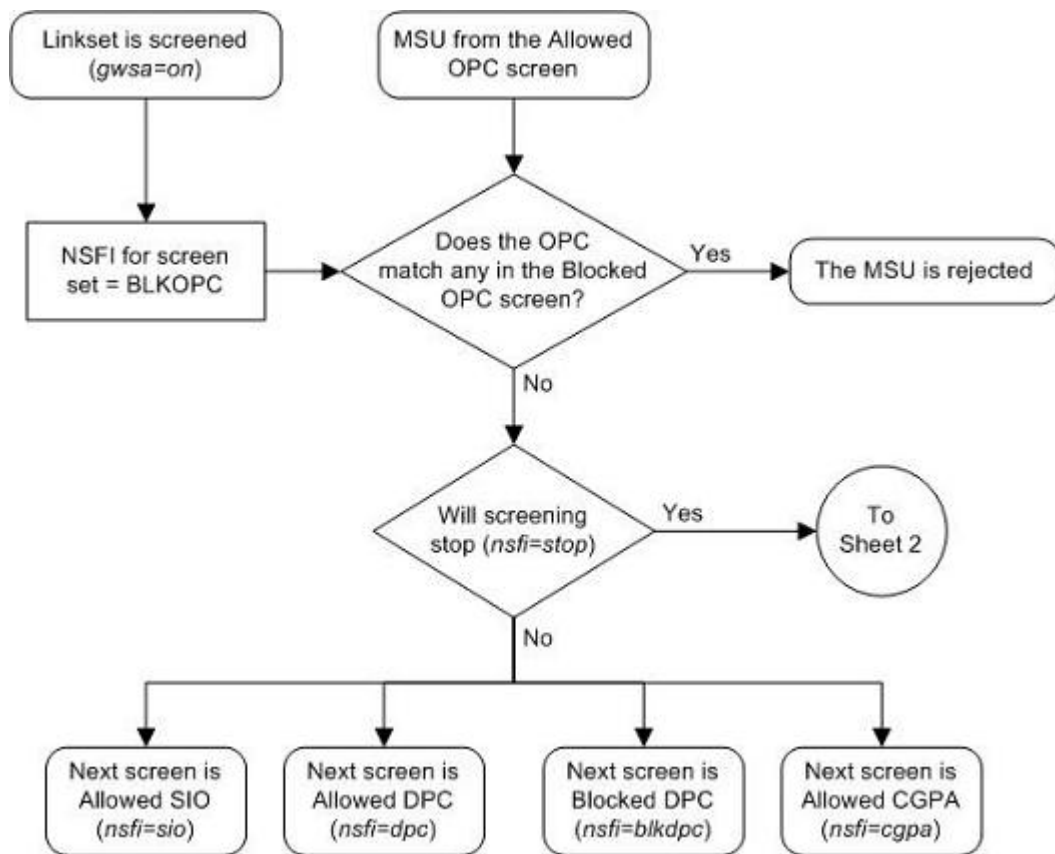 Linkset is screened
(gwsa=on)
MSU from the Allowed
OPC screen
NSFI for screen
set = BLKOPC
Does the OPC
match any in the Blocked
OPC screen?
Yes
The MSU is rejected
No
Will screening
stop (nsfi=stop)
Yes
To
Sheet 2
No
Next screen is
Allowed SIO
(nsfi=sio)
Next screen is
Allowed DPC
(nsfi=dpc)
Next screen is
Blocked DPC
(nsfi=blkdpc)
Next screen is
Allowed CGPA
(nsfi=cgpa)